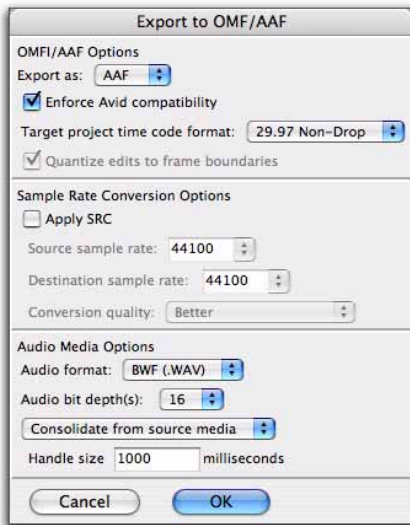 Export to OMF/AAF
OMFI/AAF Options
Export as: AAF
Enforce Avid compatibility
Target project time code format: 29.97 Non-Drop
Quantize edits to frame boundaries
Sample Rate Conversion Options
Apply SRC
Source sample rate: 44100
Destination sample rate: 44100
Conversion quality: Better
Audio Media Options
Audio format: BWF (.WAV)
Audio bit depth(s): 16
Consolidate from source media
Handle size 1000 milliseconds
Cancel OK